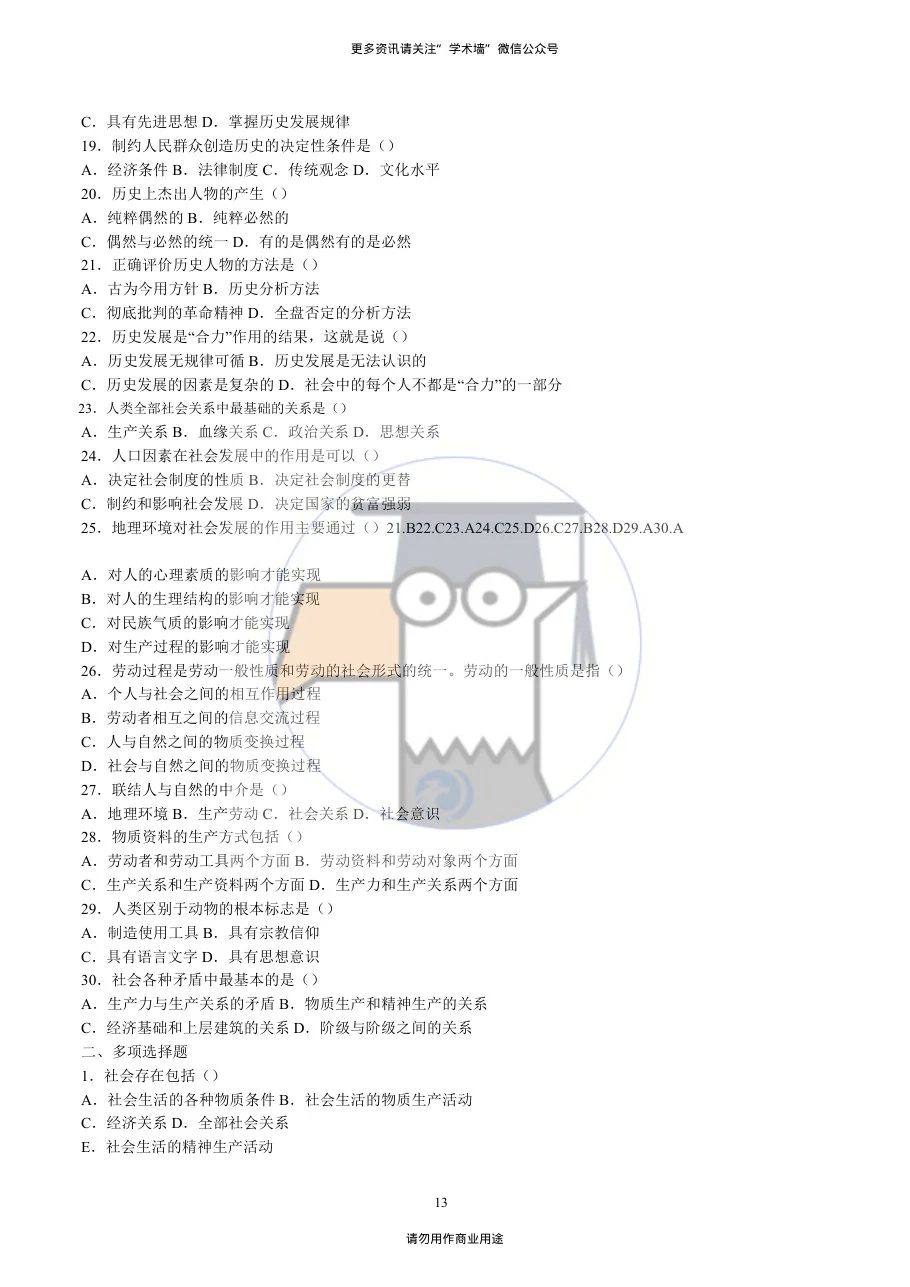 更多资讯请关注“学术墙”微信公众号
C．具有先进思想 D．掌握历史发展规律
19．制约人民群众创造历史的决定性条件是（）
A．经济条件 B．法律制度 C．传统观念 D．文化水平
20．历史上杰出人物的产生（）
A．纯粹偶然的 B．纯粹必然的
C．偶然与必然的统一 D．有的是偶然有的是必然
21．正确评价历史人物的方法是（）
A．古为今用方针 B．历史分析方法
C．彻底批判的革命精神 D．全盘否定的分析方法
22．历史发展是“合力”作用的结果，这就是说（）
A．历史发展无规律可循 B．历史发展是无法认识的
C．历史发展的因素是复杂的 D．社会中的每个人不都是“合力”的一部分
23．人类全部社会关系中最基础的关系是（）
A．生产关系 B．血缘关系 C．政治关系 D．思想关系
24．人口因素在社会发展中的作用是可以（）
A．决定社会制度的性质 B．决定社会制度的更替
C．制约和影响社会发展 D．决定国家的贫富强弱
25．地理环境对社会发展的作用主要通过（）21.B22.C23.A24.C25.D26.C27.B28.D29.A30.A
A．对人的心理素质的影响才能实现
B．对人的生理结构的影响才能实现
C．对民族气质的影响才能实现
D．对生产过程的影响才能实现
26．劳动过程是劳动一般性质和劳动的社会形式的统一。劳动的一般性质是指（）
A．个人与社会之间的相互作用过程
B．劳动者相互之间的信息交流过程
C．人与自然之间的物质变换过程
D．社会与自然之间的物质变换过程
27．联结人与自然的中介是（）
A．地理环境 B．生产劳动 C．社会关系 D．社会意识
28．物质资料的生产方式包括（）
A．劳动者和劳动工具两个方面 B．劳动资料和劳动对象两个方面
C．生产关系和生产资料两个方面 D．生产力和生产关系两个方面
29．人类区别于动物的根本标志是（）
A．制造使用工具 B．具有宗教信仰
C．具有语言文字 D．具有思想意识
30．社会各种矛盾中最基本的是（）
A．生产力与生产关系的矛盾 B．物质生产和精神生产的关系
C．经济基础和上层建筑的关系 D．阶级与阶级之间的关系
二、多项选择题
1．社会存在包括（）
A．社会生活的各种物质条件 B．社会生活的物质生产活动
C．经济关系 D．全部社会关系
E．社会生活的精神生产活动
13
请勿用作商业用途